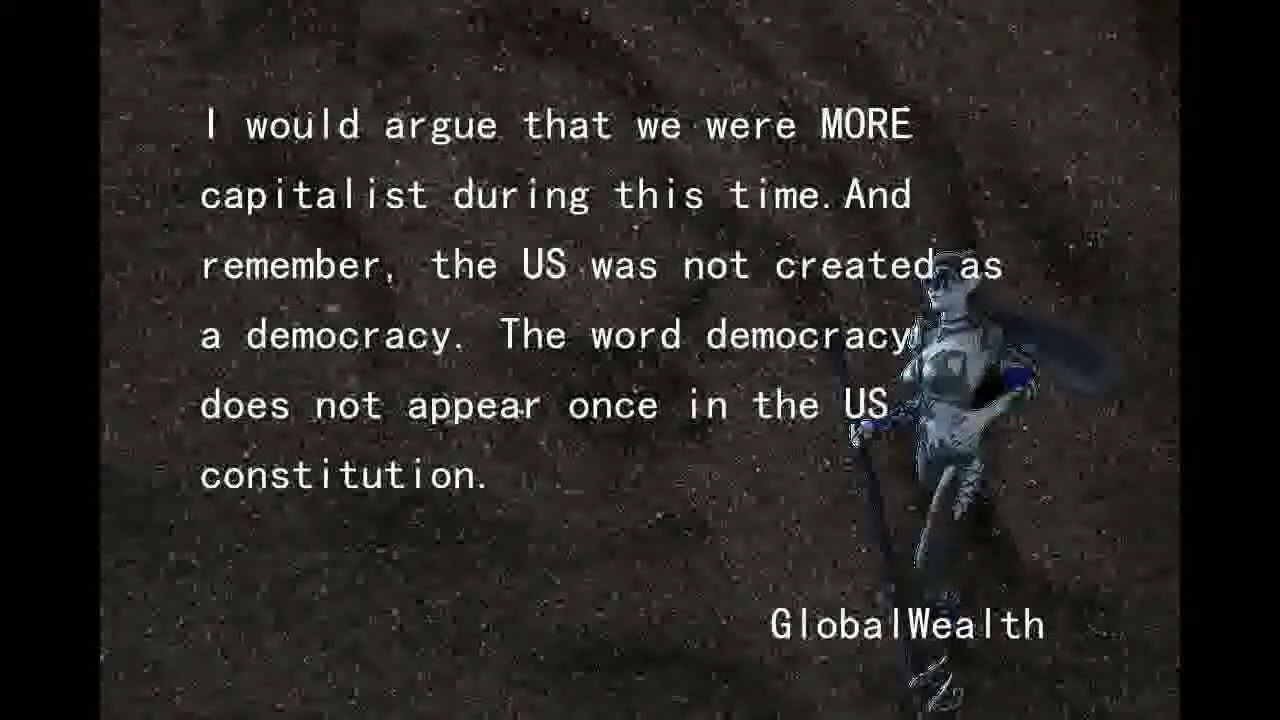 I would argue that we were MORE
capitalist during this time.And
remember, the US was not created as
a democracy. The word democracy
does not appear once in the US
constitution.
GlobalWealth